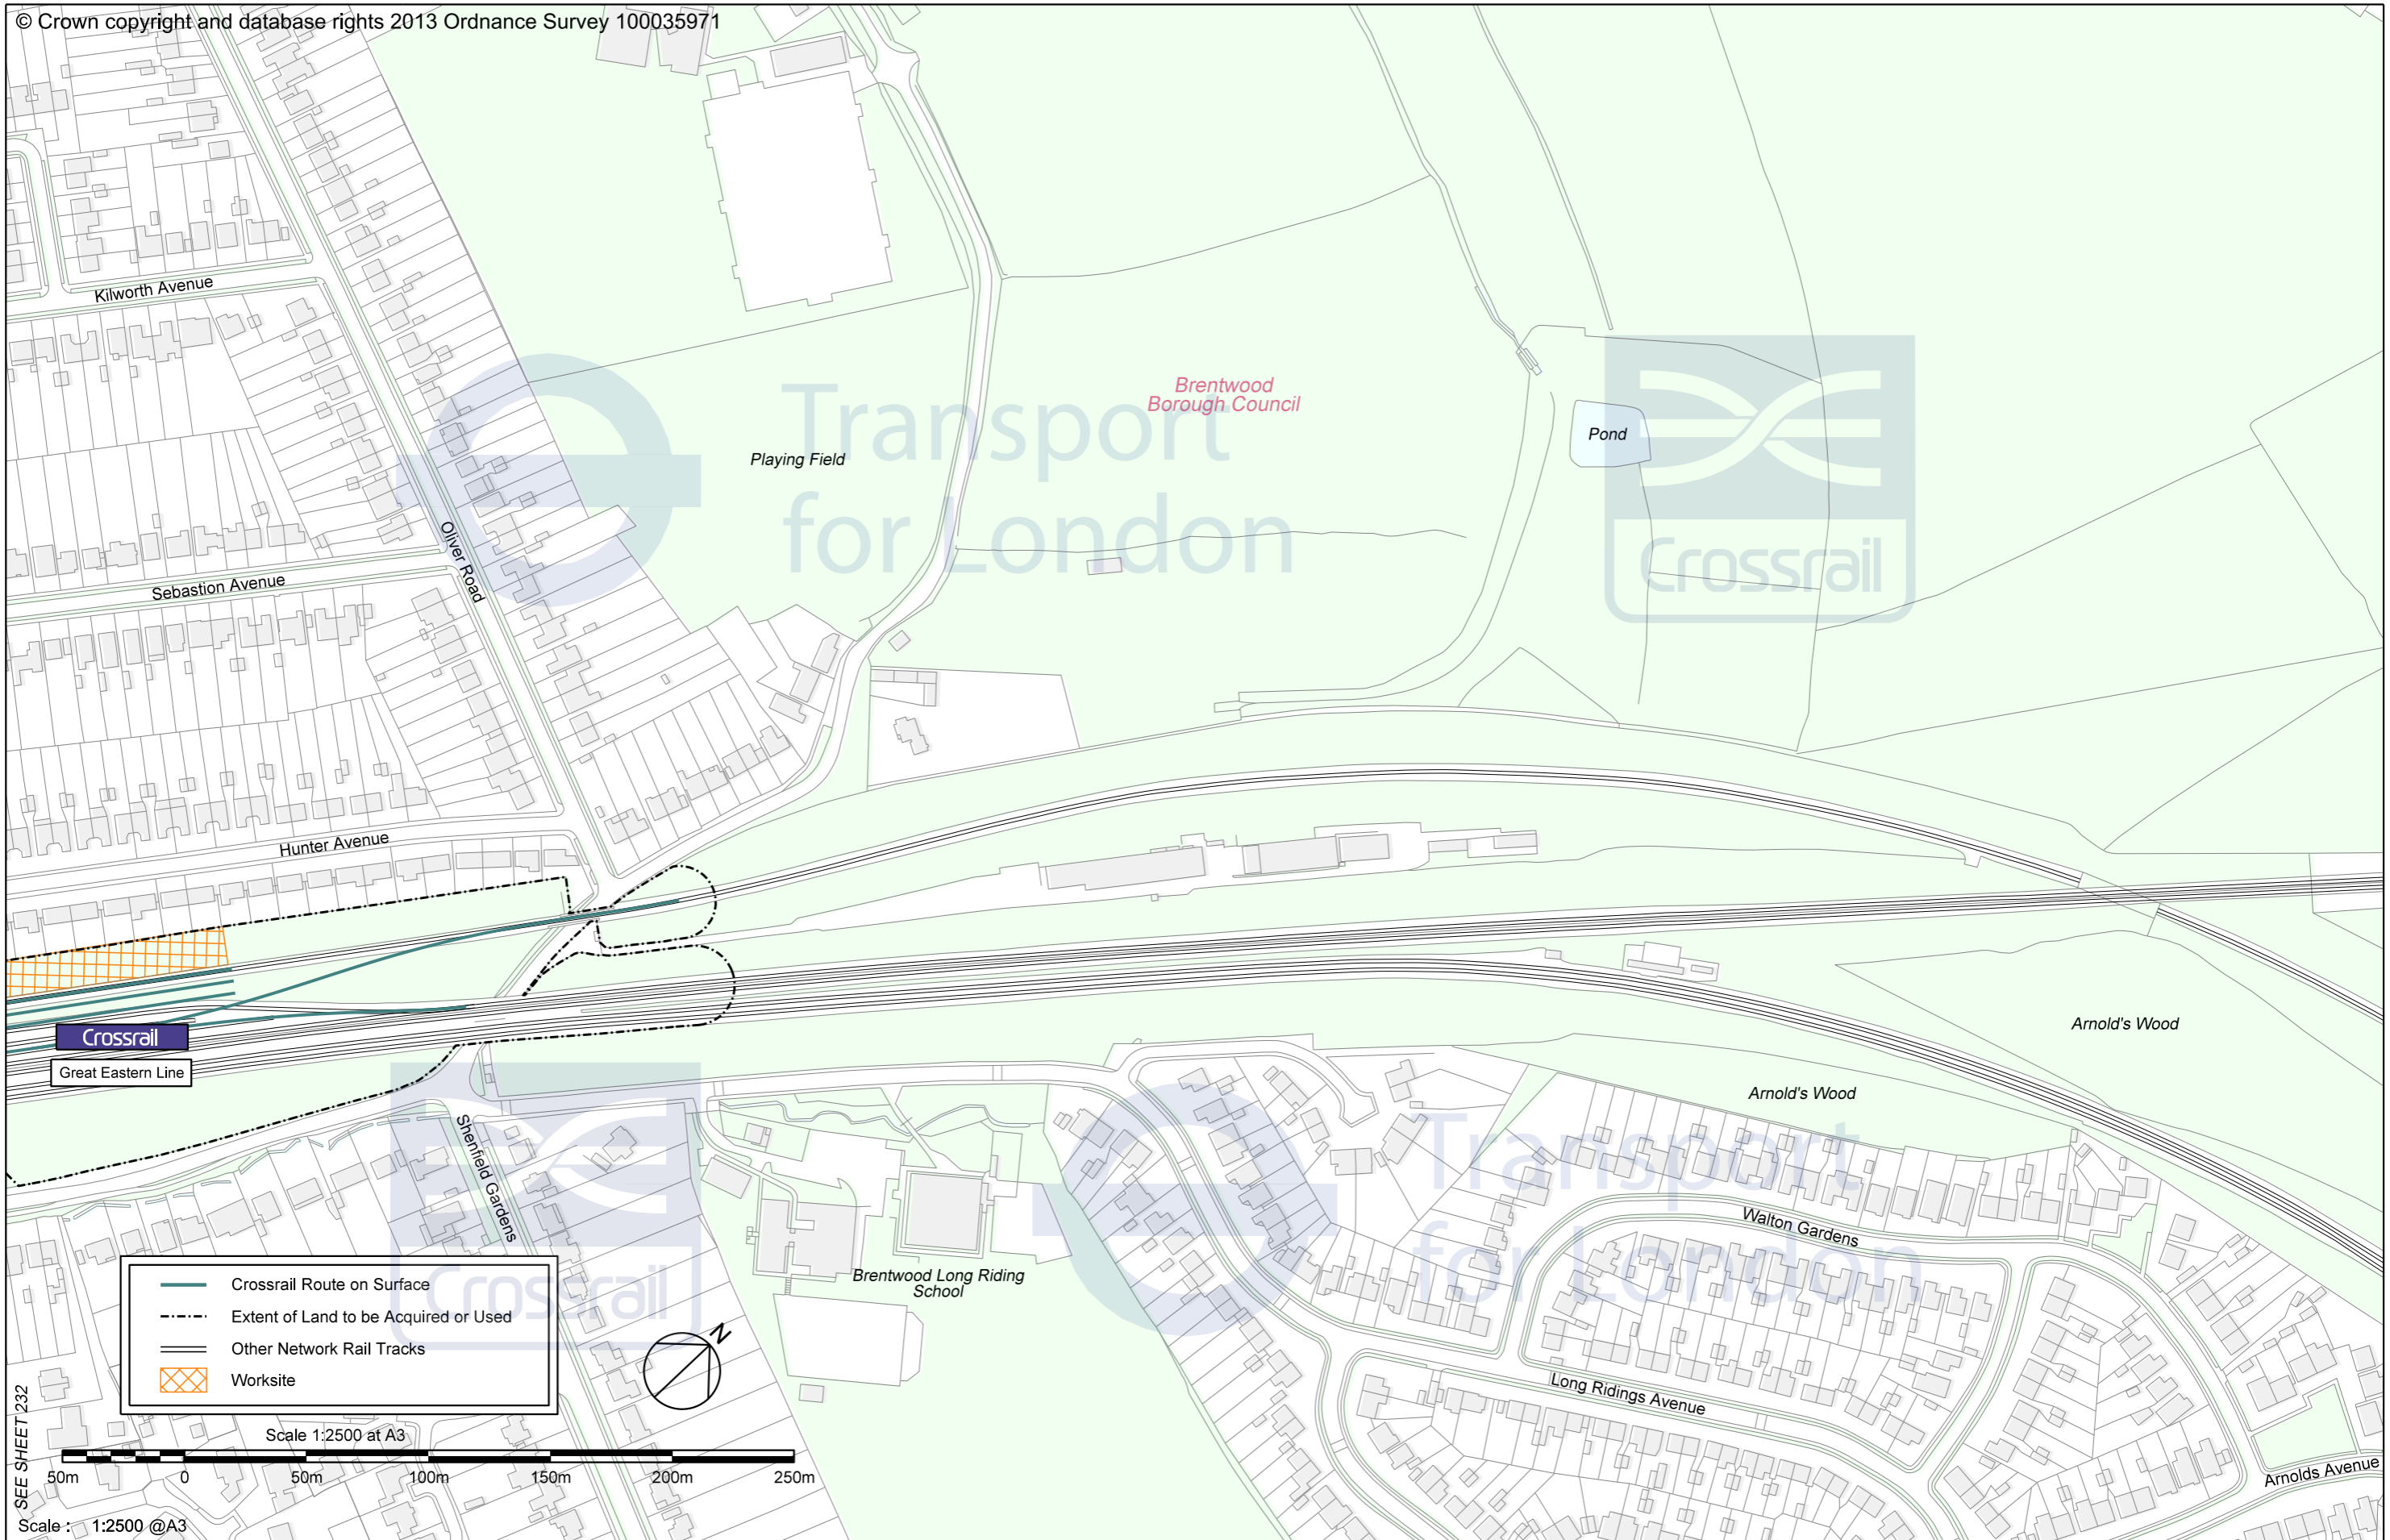 © Crown copyright and database rights 2013 Ordnance Survey 100035971
Kilworth Avenue
Brentwood
Borough Council
Transport
for London
Playing Field
Pond
Crossrail
Oliver Road
Sebastion Avenue
Hunter Avenue
Crossrail
Great Eastern Line
Arnold's Wood
Arnold's Wood
Shenfield Gardens
Transport
for London
Walton Gardens
Brentwood Long Riding
School
Crossrail
Crossrail Route on Surface
Extent of Land to be Acquired or Used
Other Network Rail Tracks
Worksite
N
Long Ridings Avenue
Arnolds Avenue
SEE SHEET 232
Scale 1:2500 at A3
50m 0 50m 100m 150m 200m 250m
Scale : 1:2500 @A3